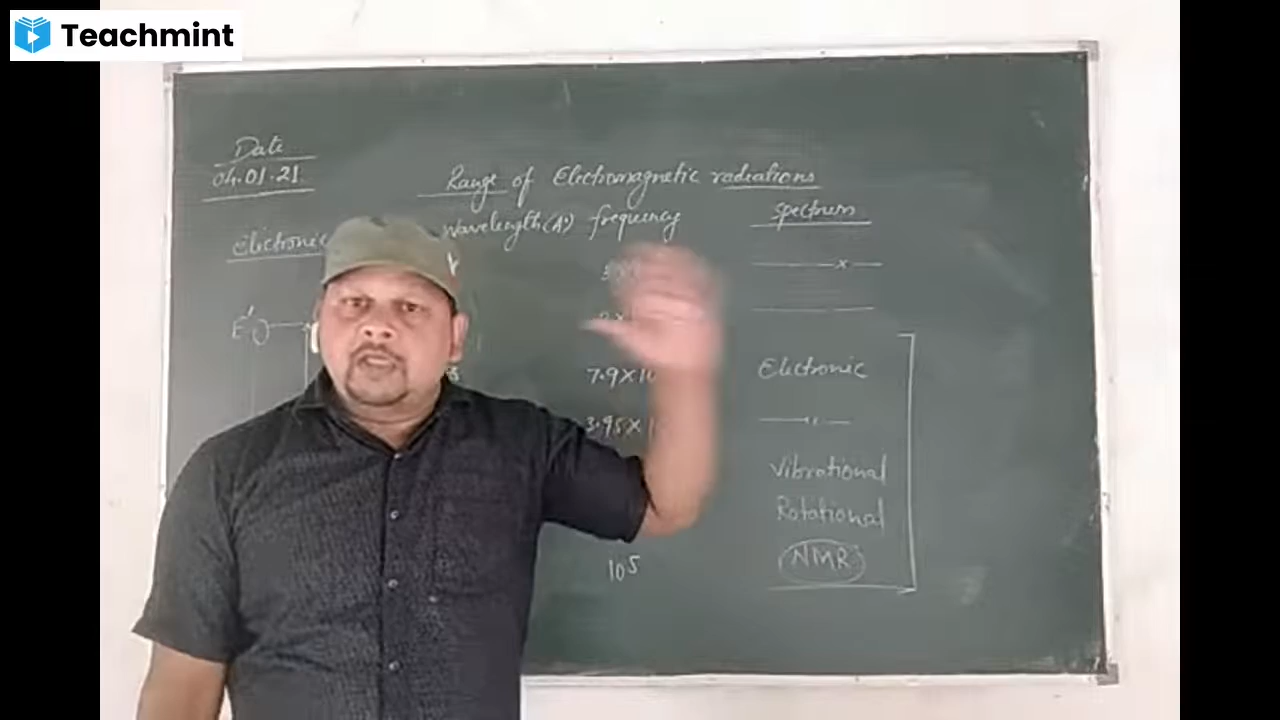 Teachmint
Date
04.01.21
Range of Electromagnetic radiations
Electronic Wavelength (A°) frequency Spectrum
7.9×10 Electronic
3.95×1
Vibrational
Rotational
10⁵ NMR